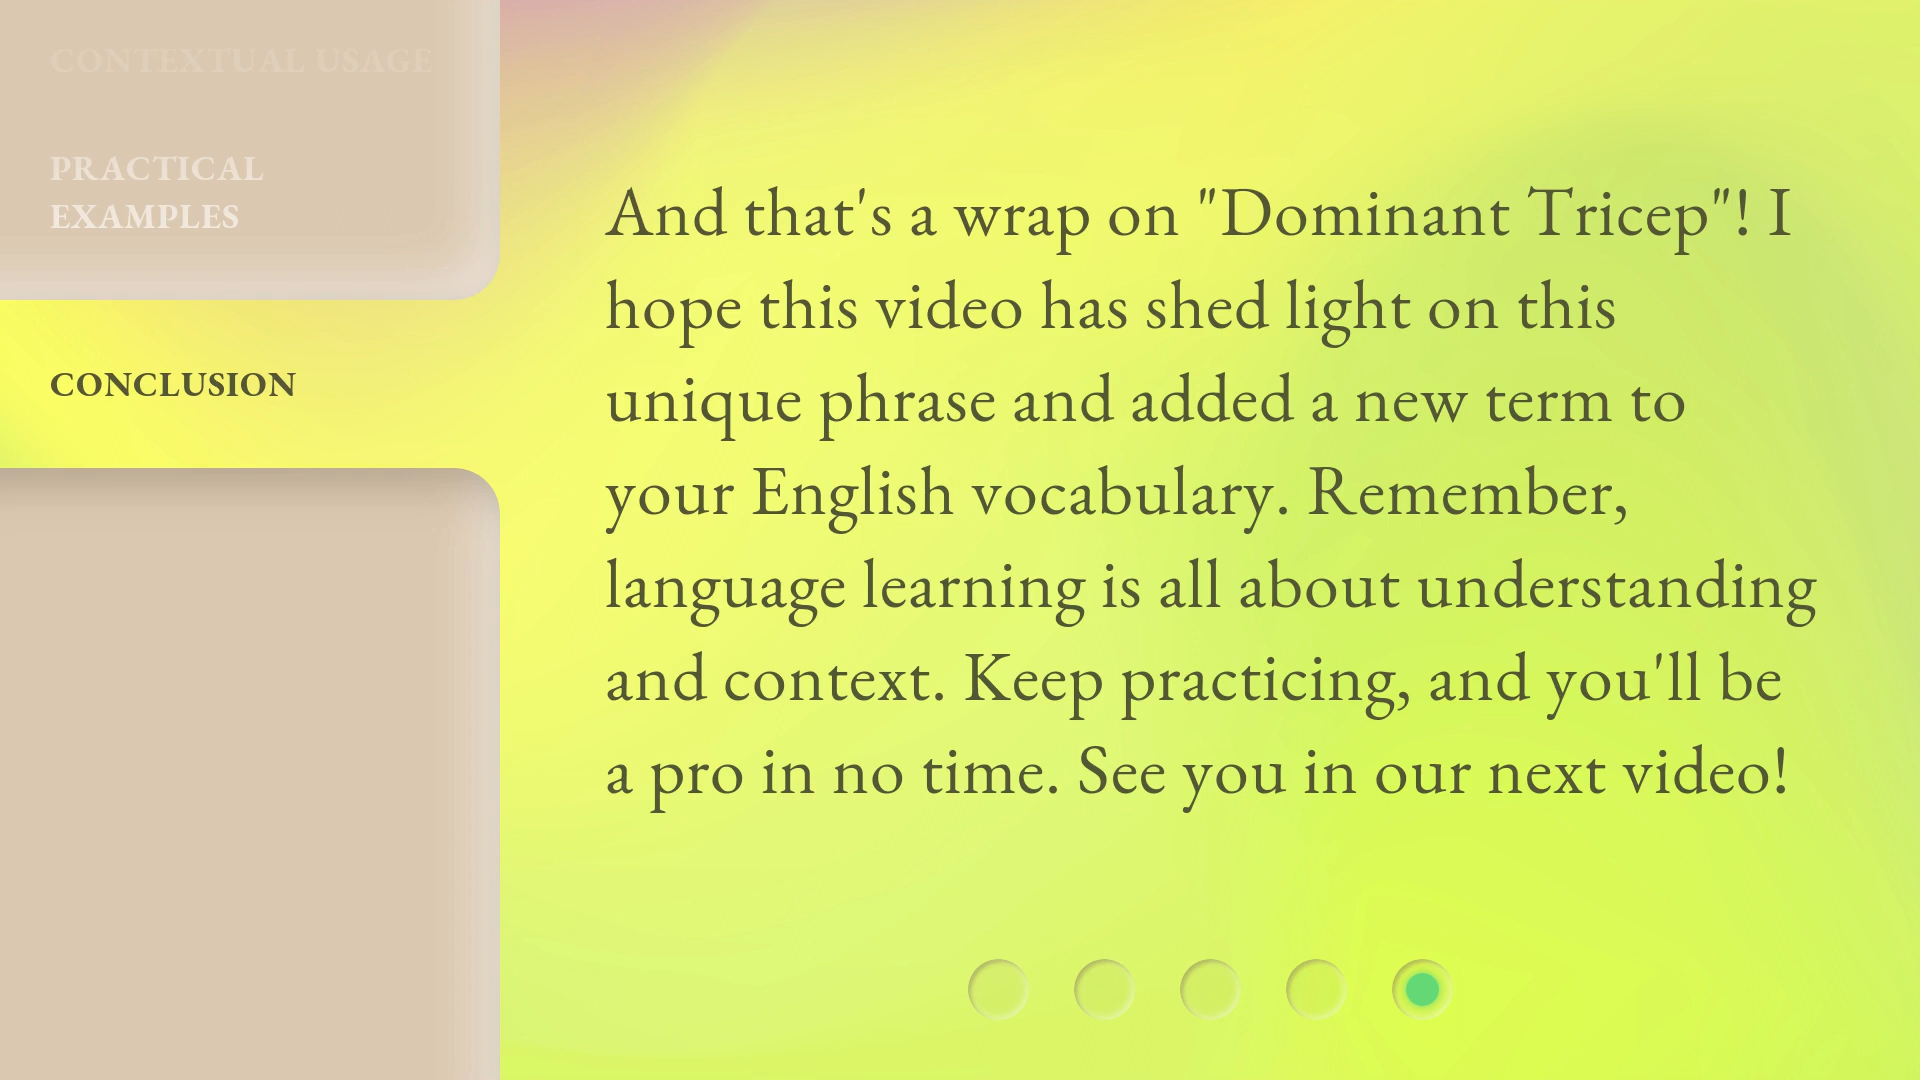 CONTEXTUAL USAGE
PRACTICAL
EXAMPLES
CONCLUSION
And that's a wrap on "Dominant Tricep"! I
hope this video has shed light on this
unique phrase and added a new term to
your English vocabulary. Remember,
language learning is all about understanding
and context. Keep practicing, and you'll be
a pro in no time. See you in our next video!